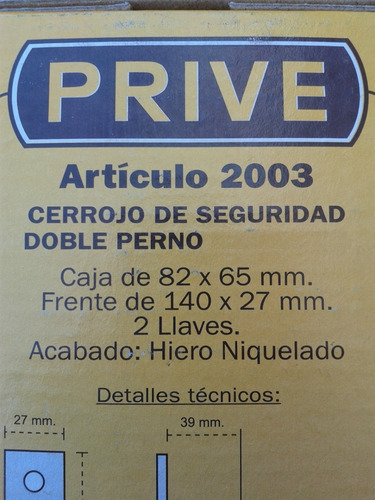 PRIVE
Artículo 2003
CERROJO DE SEGURIDAD
DOBLE PERNO
Caja de 82 x 65 mm.
Frente de 140 x 27 mm.
2 Llaves.
Acabado: Hiero Niquelado
Detalles técnicos:
27 mm.
39 mm.